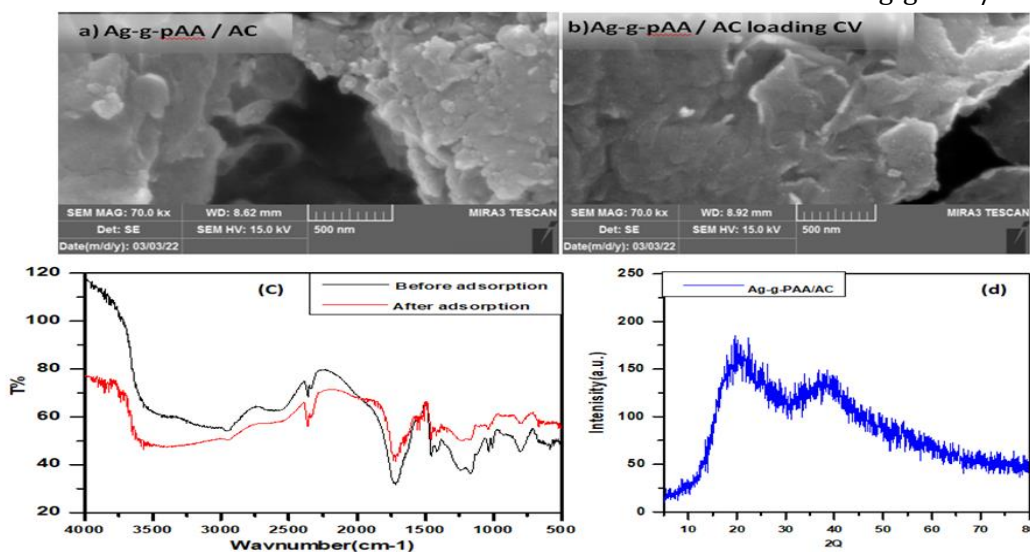 a) Ag-g-pAA / AC
b)Ag-g-pAA / AC loading CV
SEM MAG: 70.0 kx WD: 8.62 mm MIRA3 TESCAN
Det: SE SEM HV: 15.0 kV 500 nm
Date(m/d/y): 03/03/22
SEM MAG: 70.0 kx WD: 8.92 mm MIRA3 TESCAN
Det: SE SEM HV: 15.0 kV 500 nm
Date(m/d/y): 03/03/22
(C)
Before adsorption
After adsorption
T%
120
100
80
60
40
20
4000 3500 3000 2500 2000 1500 1000 500
Wavnumber(cm-1)
(d)
Ag-g-PAA/AC
Intenisity(a.u.)
250
200
150
100
50
0
10 20 30 40 50 60 70 80
2Q